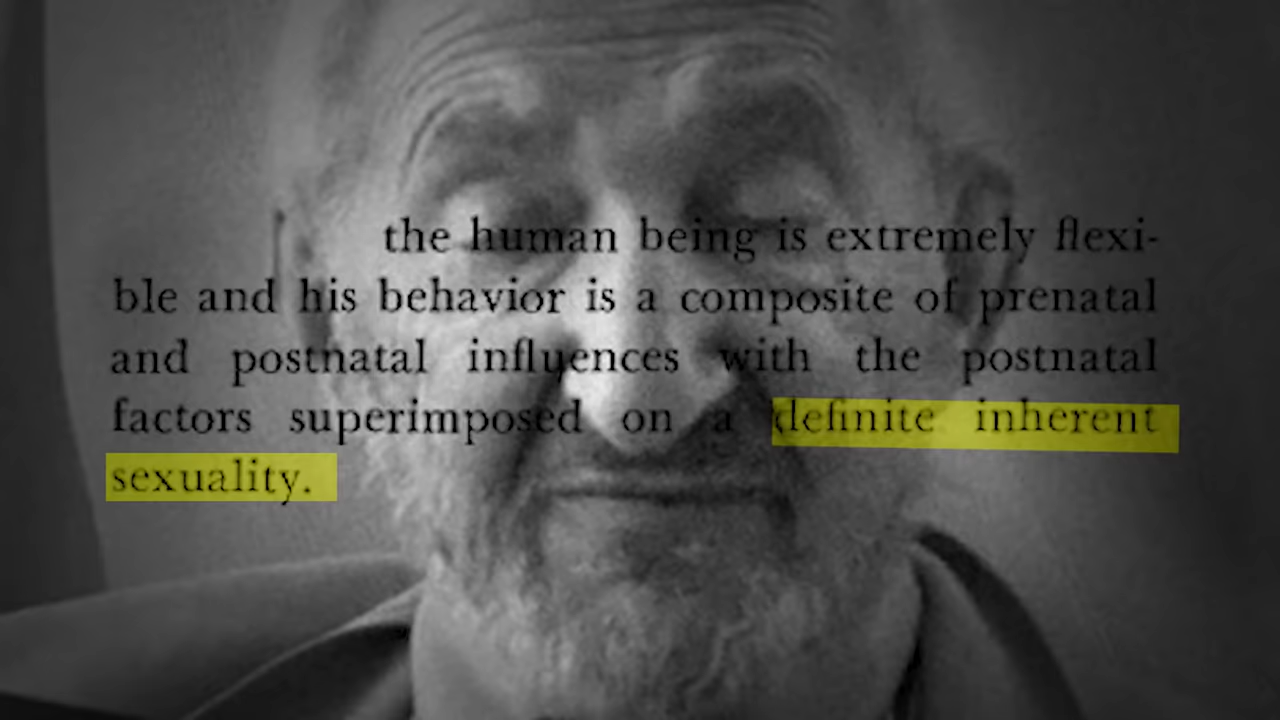 the human being is extremely flexi-
ble and his behavior is a composite of prenatal
and postnatal influences with the postnatal
factors superimposed on a definite inherent
sexuality.